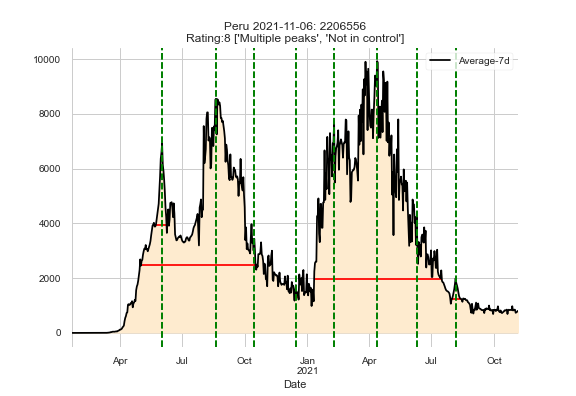 Peru 2021-11-06: 2206556
Rating:8 ['Multiple peaks', 'Not in control']
Average-7d
10000
8000
6000
4000
2000
0
Apr
Jul
Oct
Jan
2021
Apr
Jul
Oct
Date